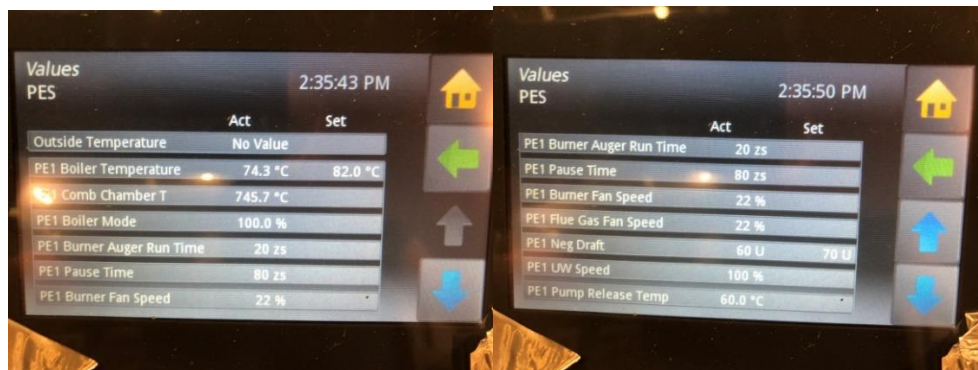 Values
PES
2:35:43 PM
Act Set
Outside Temperature No Value
PE1 Boiler Temperature 74.3 °C 82.0 °C
Comb Chamber T 745.7 °C
PE1 Boiler Mode 100.0 %
PE1 Burner Auger Run Time 20 zs
PE1 Pause Time 80 zs
PE1 Burner Fan Speed 22 %
Values
PES
2:35:50 PM
Act Set
PE1 Burner Auger Run Time 20 zs
PE1 Pause Time 80 zs
PE1 Burner Fan Speed 22 %
PE1 Flue Gas Fan Speed 22 %
PE1 Neg Draft 60 U 70 U
PE1 UW Speed 100 %
PE1 Pump Release Temp 60.0 °C